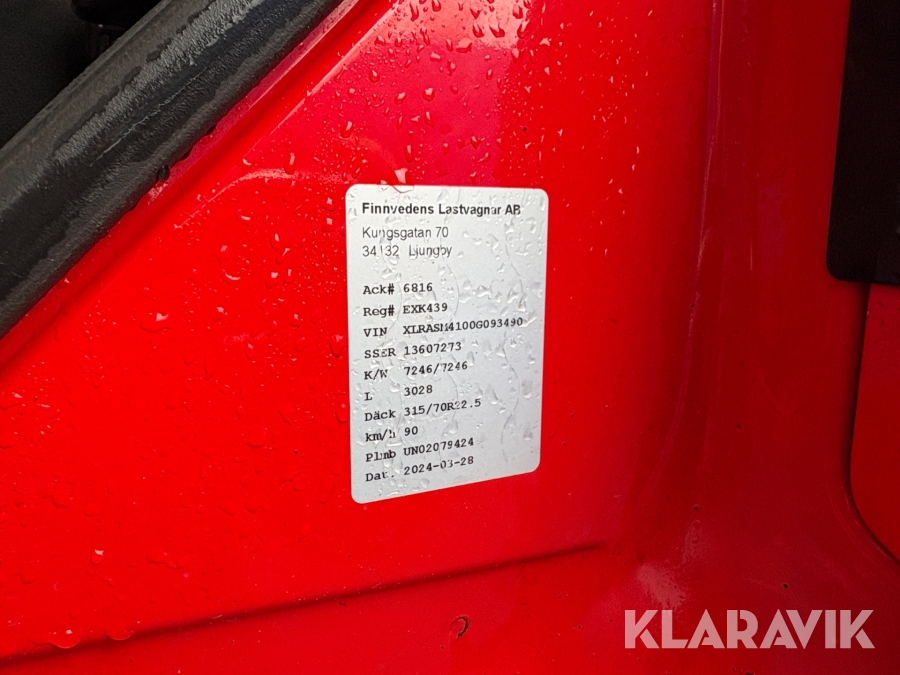 Finnvedens Lastvagnar AB
Kungsgatan 70
34132 Ljungby
Ack# 6816
Reg# EXK439
VIN XLRASM4100G093490
SSER 13607273
K/W 7246/7246
L 3028
Däck 315/70R22.5
km/h 90
Plmb UN02079424
Dat. 2024-03-28
KLARAVIK